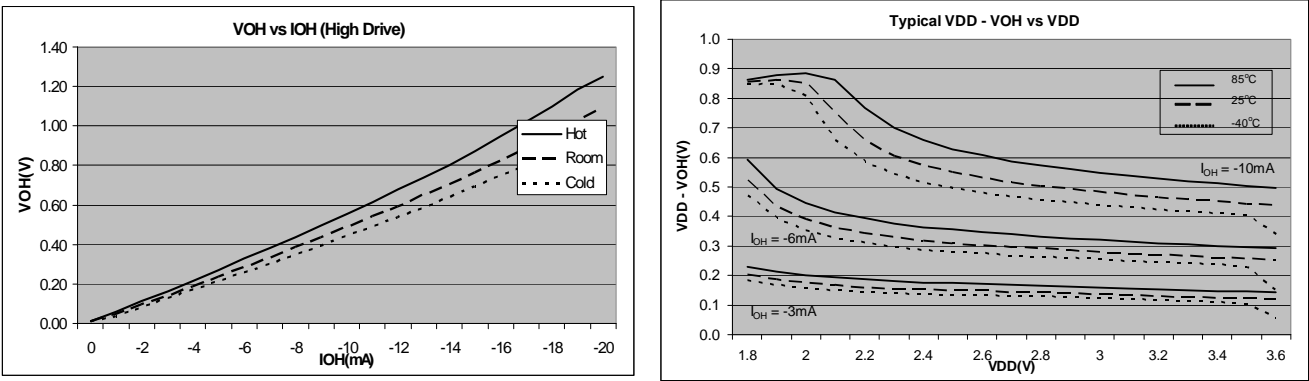 VOH vs IOH (High Drive)
VOH(V)
1.40
1.20
1.00
0.80
0.60
0.40
0.20
0.00
Hot
Room
Cold
0 -2 -4 -6 -8 -10 -12 -14 -16 -18 -20
IOH(mA)
Typical VDD - VOH vs VDD
VDD - VOH(V)
1.0
0.9
0.8
0.7
0.6
0.5
0.4
0.3
0.2
0.1
0.0
85°C
25°C
-40°C
IOH = -10mA
IOH = -6mA
IOH = -3mA
1.8 2 2.2 2.4 2.6 2.8 3 3.2 3.4 3.6
VDD(V)